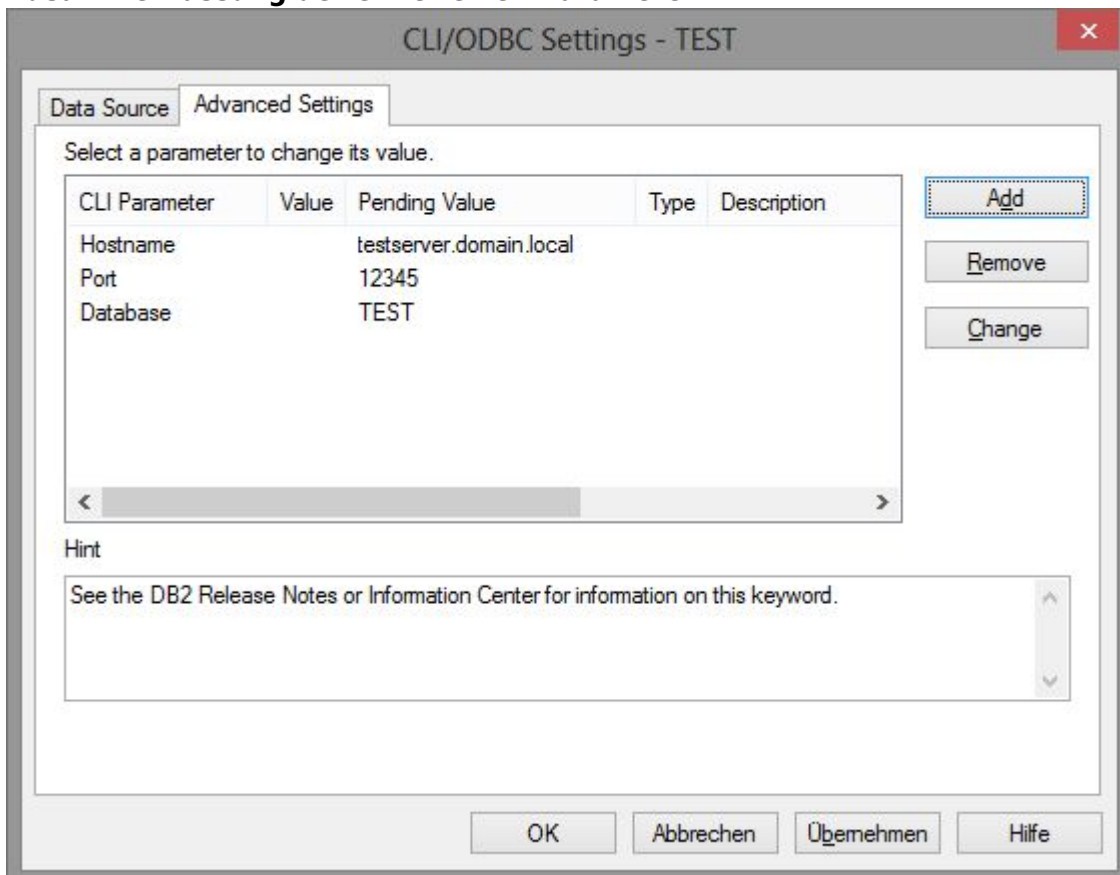 CLI/ODBC Settings - TEST
Data Source Advanced Settings
Select a parameter to change its value.
CLI Parameter Value Pending Value Type Description
Hostname testserver.domain.local
Port 12345
Database TEST
Add
Remove
Change
Hint
See the DB2 Release Notes or Information Center for information on this keyword.
OK Abbrechen Übernehmen Hilfe